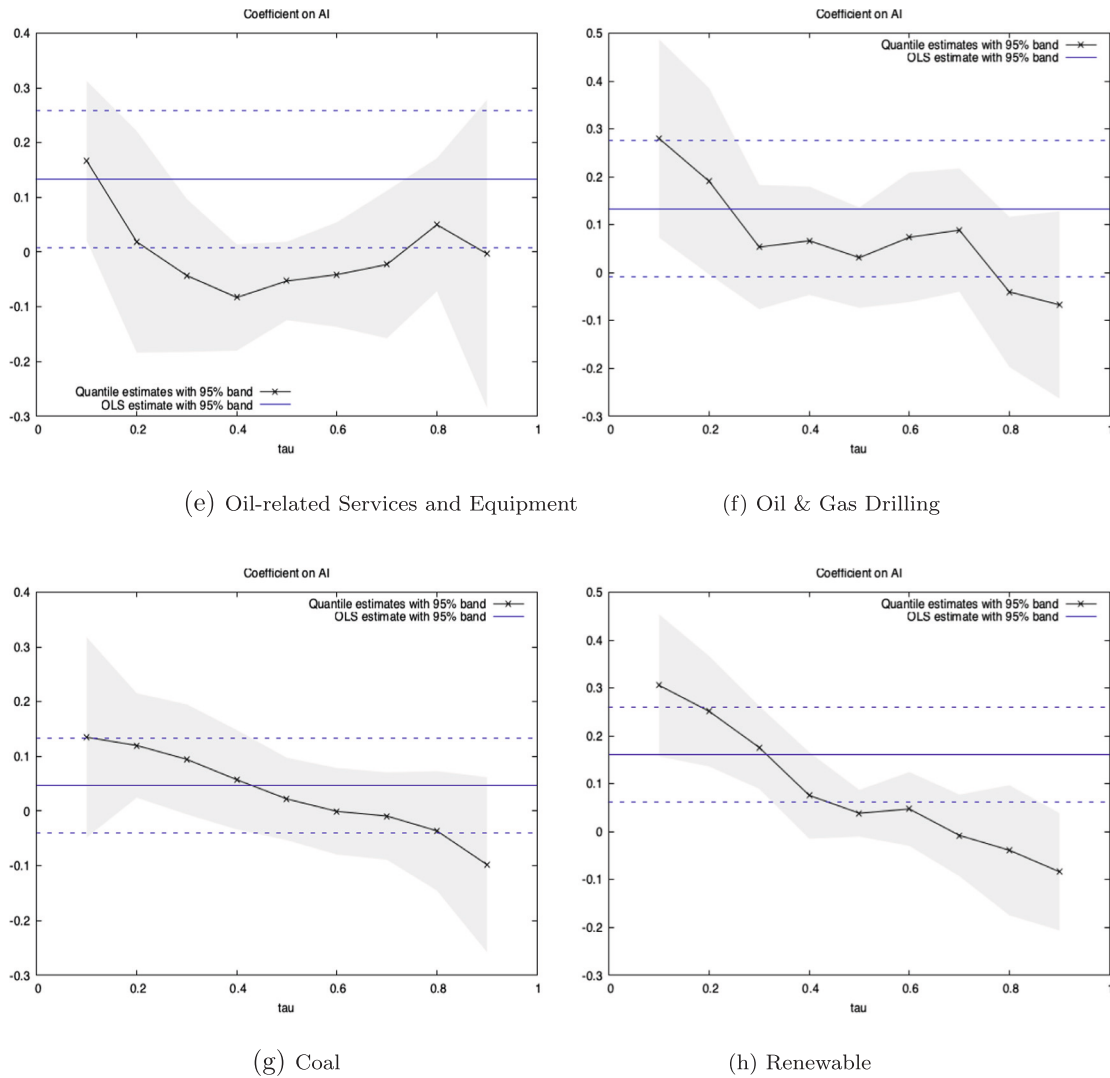 Coefficient on AI
0.4
0.3
0.2
0.1
0
-0.1
-0.2
-0.3
Quantile estimates with 95% band
OLS estimate with 95% band
0 0.2 0.4 0.6 0.8 1
tau
(e) Oil-related Services and Equipment
Coefficient on AI
0.5
0.4
0.3
0.2
0.1
0
-0.1
-0.2
-0.3
Quantile estimates with 95% band
OLS estimate with 95% band
0 0.2 0.4 0.6 0.8 1
tau
(f) Oil & Gas Drilling
Coefficient on AI
0.4
0.3
0.2
0.1
0
-0.1
-0.2
-0.3
Quantile estimates with 95% band
OLS estimate with 95% band
0 0.2 0.4 0.6 0.8 1
tau
(g) Coal
Coefficient on AI
0.5
0.4
0.3
0.2
0.1
0
-0.1
-0.2
-0.3
Quantile estimates with 95% band
OLS estimate with 95% band
0 0.2 0.4 0.6 0.8 1
tau
(h) Renewable